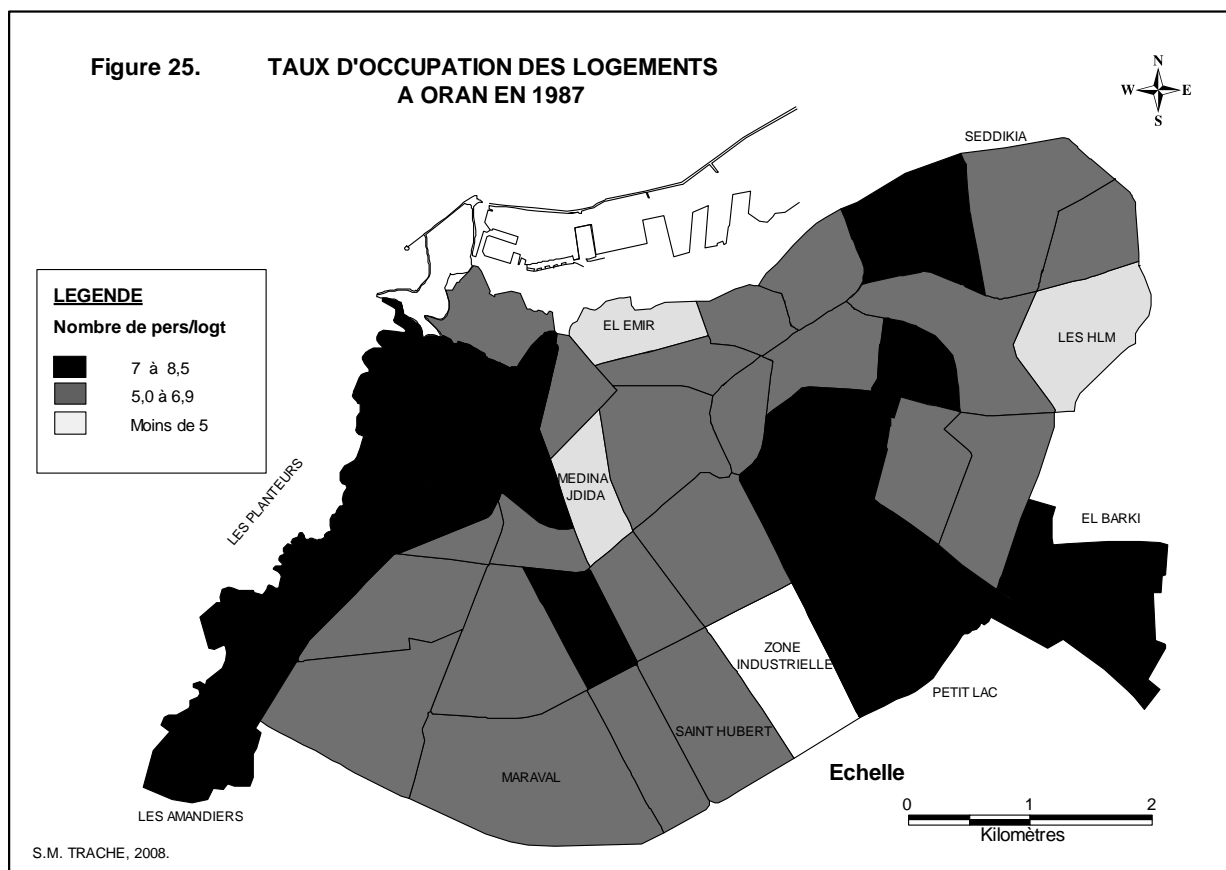 Figure 25. TAUX D'OCCUPATION DES LOGEMENTS
A ORAN EN 1987
N
W E
S
SEDDIKIA
LEGENDE
Nombre de pers/logt
7 à 8,5
5,0 à 6,9
Moins de 5
EL EMIR
LES HLM
MEDINA
JDIDA
LES PLANTEURS
EL BARKI
ZONE
INDUSTRIELLE
PETIT LAC
SAINT HUBERT
MARAVAL
LES AMANDIERS
Echelle
0 1 2
Kilomètres
S.M. TRACHE, 2008.